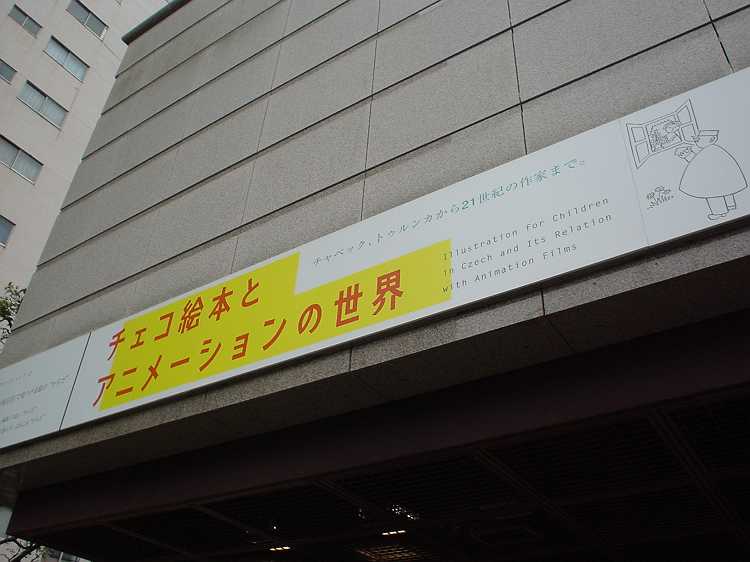 チェコ絵本と
アニメーションの世界
チャペック、トゥルンカから21世紀の作家まで。
Illustration for Children
in Czech and Its Relation
with Animation Films